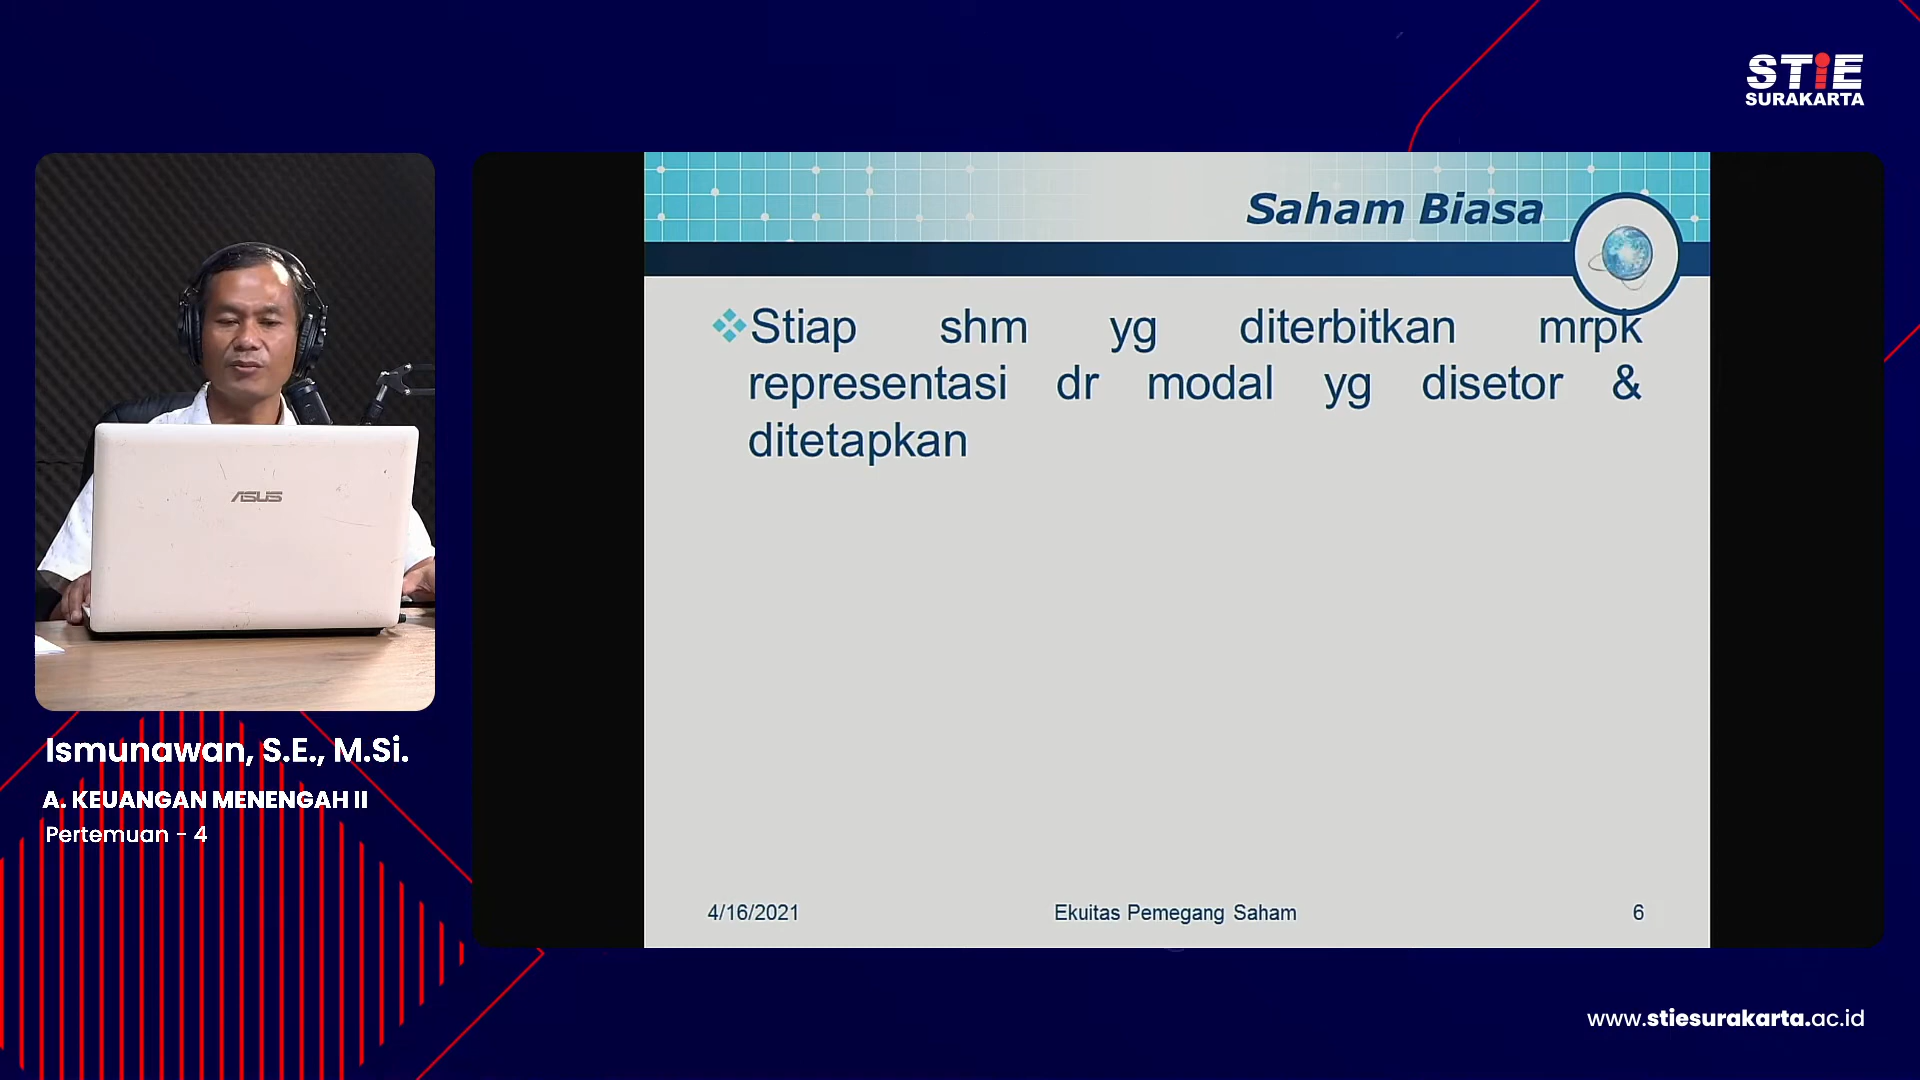 STiE
SURAKARTA
Saham Biasa
Stiap shm yg diterbitkan mrpk
representasi dr modal yg disetor &
ditetapkan
4/16/2021
Ekuitas Pemegang Saham
6
ASUS
Ismunawan, S.E., M.Si.
A. KEUANGAN MENENGAH II
Pertemuan - 4
www.stiesurakarta.ac.id